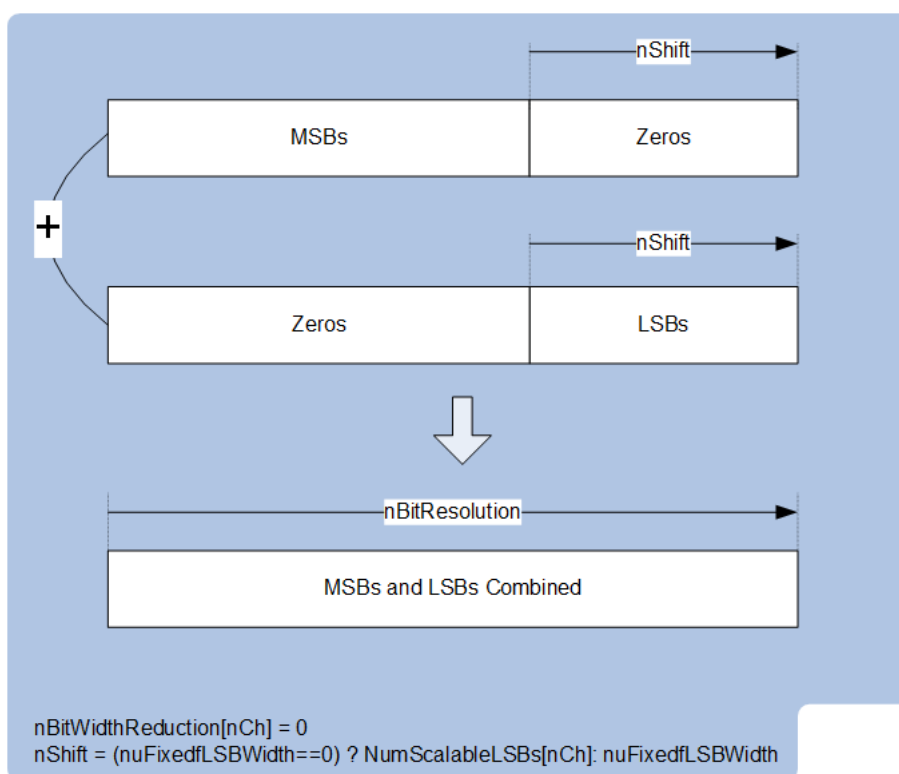 nShift
MSBs Zeros
+
nShift
Zeros LSBs
nBitResolution
MSBs and LSBs Combined
nBitWidthReduction[nCh] = 0
nShift = (nuFixedfLSBWidth==0) ? NumScalableLSBs[nCh]: nuFixedfLSBWidth